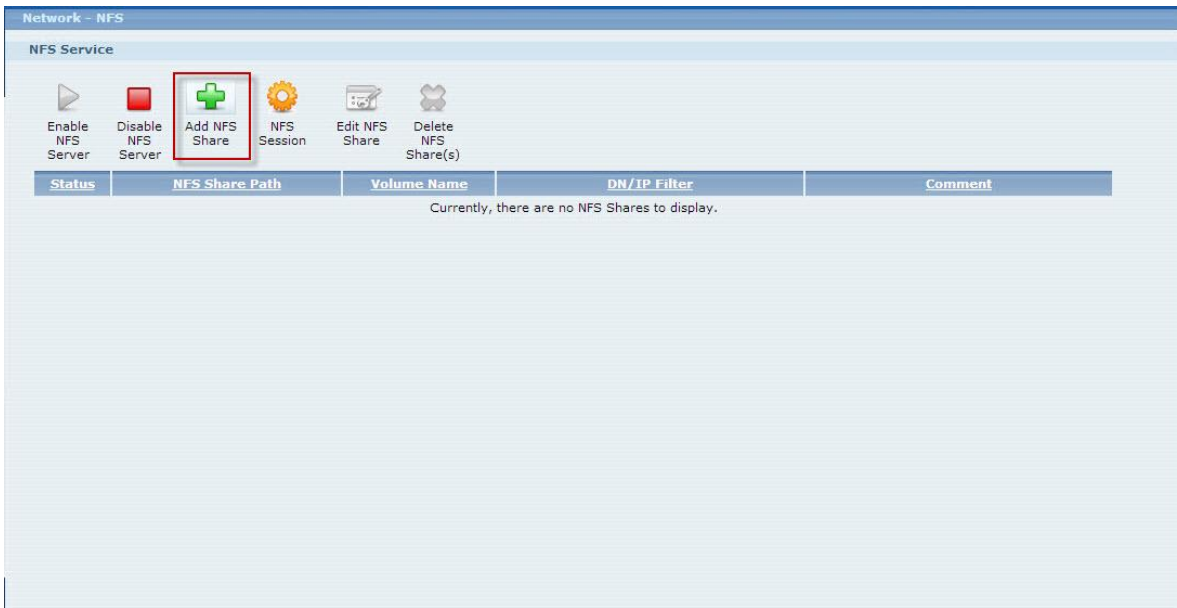 Network - NFS
NFS Service
Enable NFS Server
Disable NFS Server
Add NFS Share
NFS Session
Edit NFS Share
Delete NFS Share(s)
Status NFS Share Path Volume Name DN/IP Filter Comment
Currently, there are no NFS Shares to display.